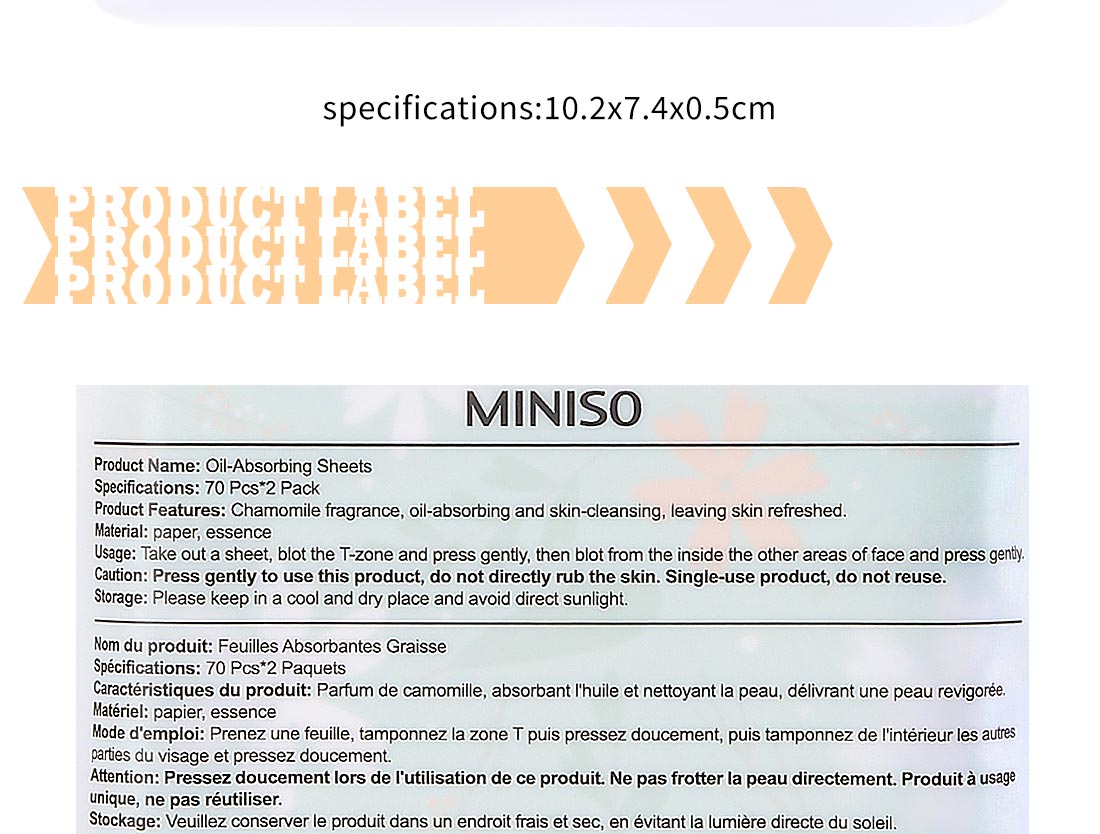 specifications:10.2x7.4x0.5cm
PRODUCT LABEL
PRODUCT LABEL
PRODUCT LABEL
MINISO
Product Name: Oil-Absorbing Sheets
Specifications: 70 Pcs*2 Pack
Product Features: Chamomile fragrance, oil-absorbing and skin-cleansing, leaving skin refreshed.
Material: paper, essence
Usage: Take out a sheet, blot the T-zone and press gently, then blot from the inside the other areas of face and press gently.
Caution: Press gently to use this product, do not directly rub the skin. Single-use product, do not reuse.
Storage: Please keep in a cool and dry place and avoid direct sunlight.
Nom du produit: Feuilles Absorbantes Graisse
Spécifications: 70 Pcs*2 Paquets
Caractéristiques du produit: Parfum de camomille, absorbant l'huile et nettoyant la peau, délivrant une peau revigorée.
Matériel: papier, essence
Mode d'emploi: Prenez une feuille, tamponnez la zone T puis pressez doucement, puis tamponnez de l'intérieur les autres
parties du visage et pressez doucement.
Attention: Pressez doucement lors de l'utilisation de ce produit. Ne pas frotter la peau directement. Produit à usage
unique, ne pas réutiliser.
Stockage: Veuillez conserver le produit dans un endroit frais et sec, en évitant la lumière directe du soleil.